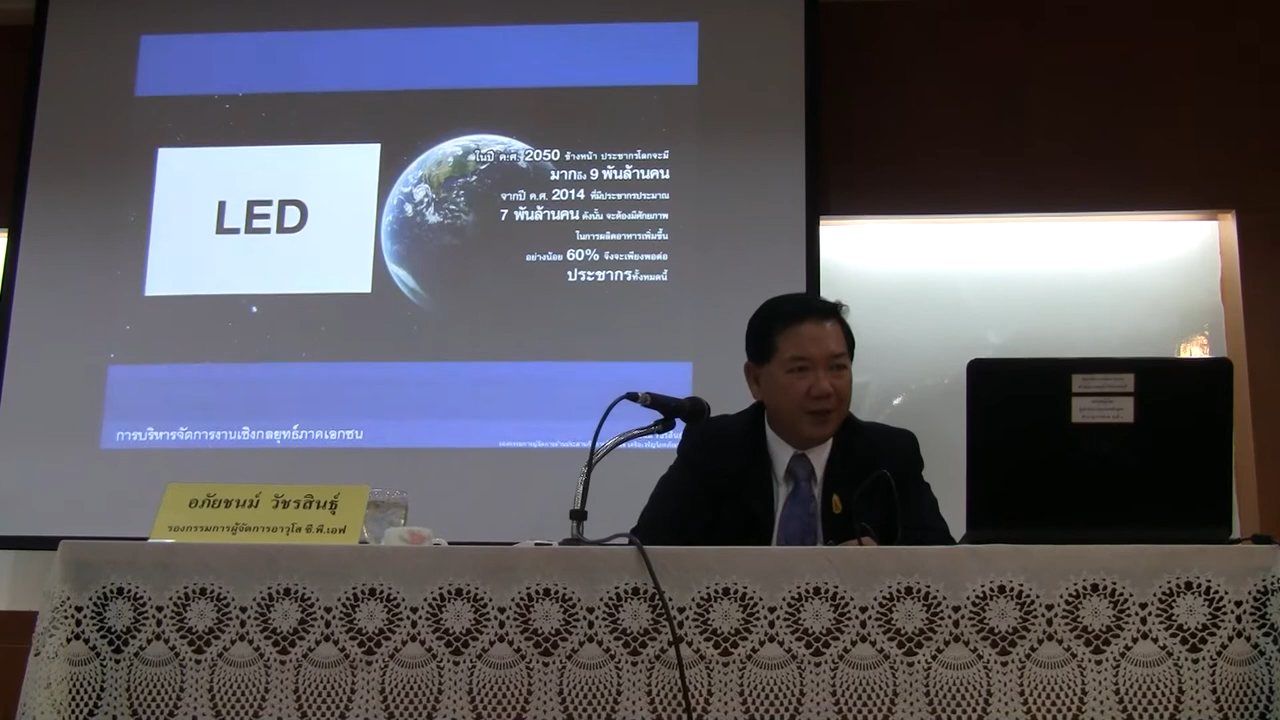 LED
ในปี ค.ศ. 2050 ข้างหน้า ประชากรโลกจะมี
มากถึง 9 พันล้านคน
จากปี ค.ศ. 2014 ที่มีประชากรประมาณ
7 พันล้านคน ดังนั้น จะต้องมีศักยภาพ
ในการผลิตอาหารเพิ่มขึ้น
อย่างน้อย 60% จึงจะเพียงพอต่อ
ประชากรทั้งหมดนี้
การบริหารจัดการงานเชิงกลยุทธ์ภาคเอกชน
อภัยชนม์ วัชรสินธุ์
รองกรรมการผู้จัดการอาวุโส ซี.พี.เอฟ